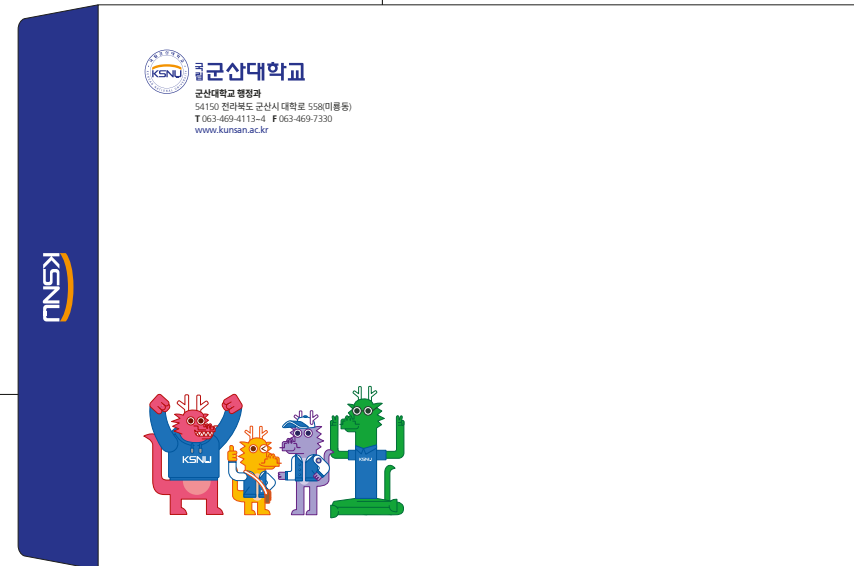 KSNU
국립 군산대학교
군산대학교 행정과
54150 전라북도 군산시 대학로 558(미룡동)
T 063-469-4113~4 F 063-469-7330
www.kunsan.ac.kr
KSNU
KSNU
KSNU